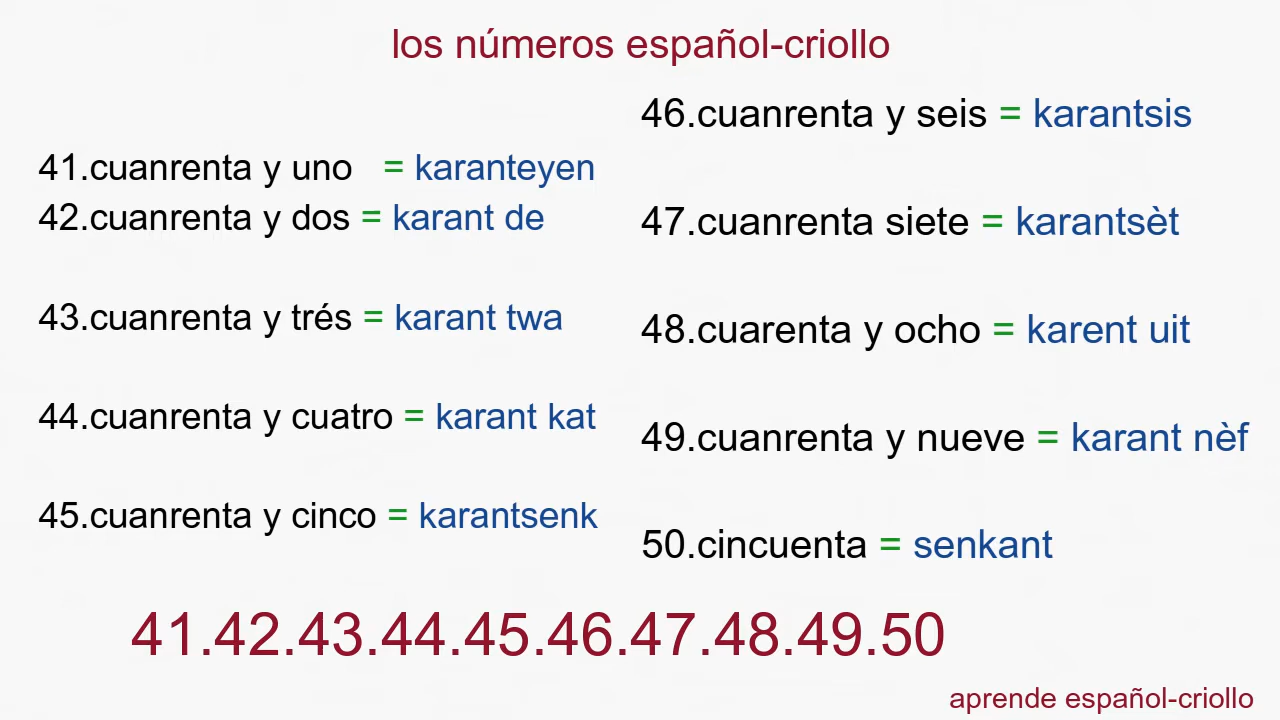 los números español-criollo
41.cuanrenta y uno = karanteyen
42.cuanrenta y dos = karant de
43.cuanrenta y trés = karant twa
44.cuanrenta y cuatro = karant kat
45.cuanrenta y cinco = karantsenk
46.cuanrenta y seis = karantsis
47.cuanrenta siete = karantsèt
48.cuarenta y ocho = karent uit
49.cuanrenta y nueve = karant nèf
50.cincuenta = senkant
41.42.43.44.45.46.47.48.49.50
aprende español-criollo